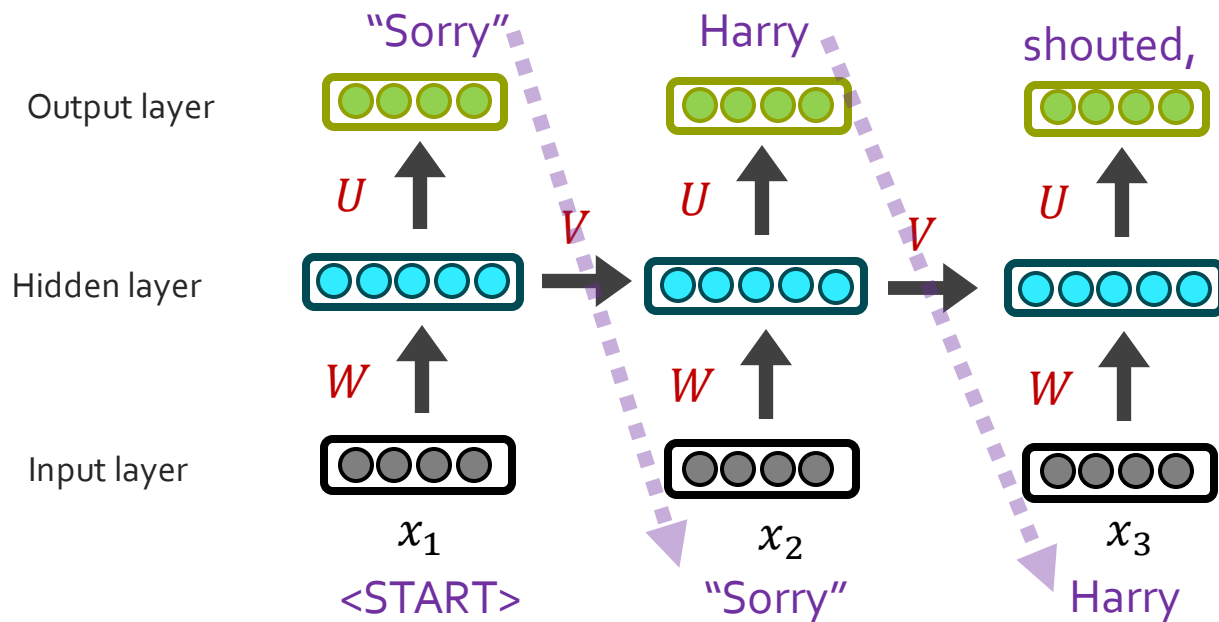 “Sorry” Harry shouted,
Output layer
U U U
V V
Hidden layer
W W W
Input layer
x₁ x₂ x₃
<START> “Sorry” Harry